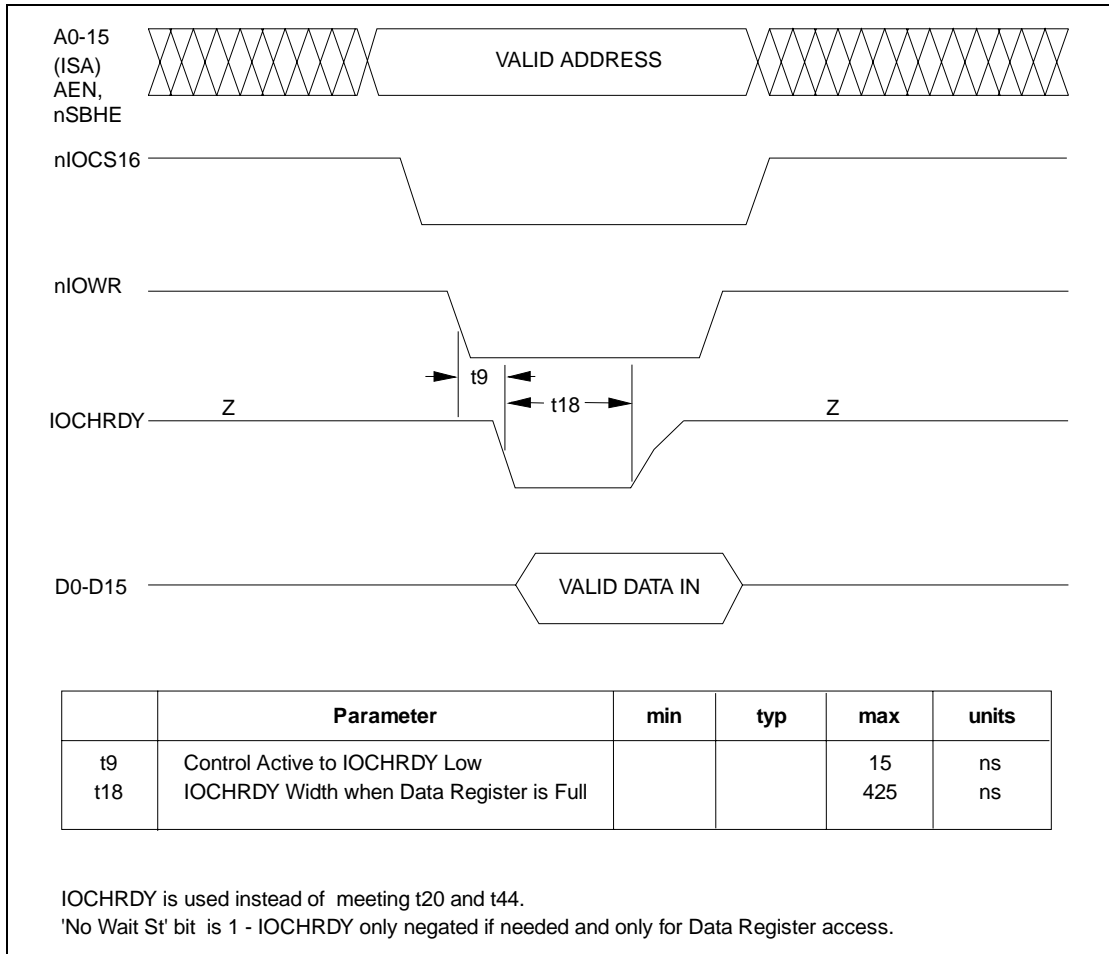 A0-15
(ISA)
AEN,
nSBHE
VALID ADDRESS
nIOCS16
nIOWR
t9
t18
IOCHRDY
Z
Z
D0-D15
VALID DATA IN
Parameter min typ max units
t9 Control Active to IOCHRDY Low 15 ns
t18 IOCHRDY Width when Data Register is Full 425 ns
IOCHRDY is used instead of meeting t20 and t44.
'No Wait St' bit is 1 - IOCHRDY only negated if needed and only for Data Register access.